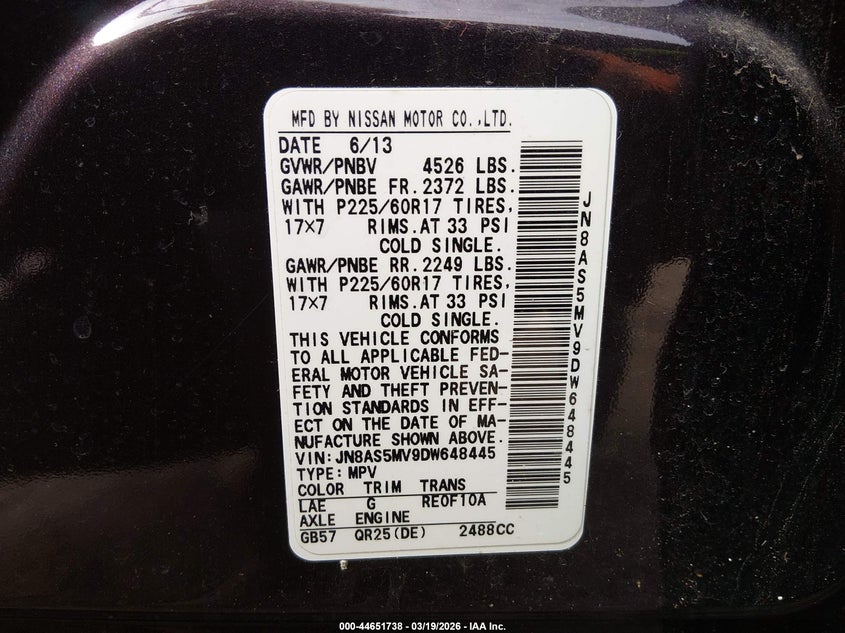 MFD BY NISSAN MOTOR CO.,LTD.
DATE 6/13
GVWR/PNBV 4526 LBS.
GAWR/PNBE FR. 2372 LBS.
WITH P225/60R17 TIRES,
17×7 RIMS. AT 33 PSI
COLD SINGLE.
GAWR/PNBE RR. 2249 LBS.
WITH P225/60R17 TIRES,
17×7 RIMS. AT 33 PSI
COLD SINGLE.
THIS VEHICLE CONFORMS
TO ALL APPLICABLE FED-
ERAL MOTOR VEHICLE SA-
FETY AND THEFT PREVEN-
TION STANDARDS IN EFF-
ECT ON THE DATE OF MA-
NUFACTURE SHOWN ABOVE.
VIN: JN8AS5MV9DW648445
TYPE: MPV
COLOR TRIM TRANS
LAE G RE0F10A
AXLE ENGINE
GB57 QR25(DE) 2488CC
JN8AS5MV9DW648445
000-44651738 - 03/19/2026 - IAA Inc.